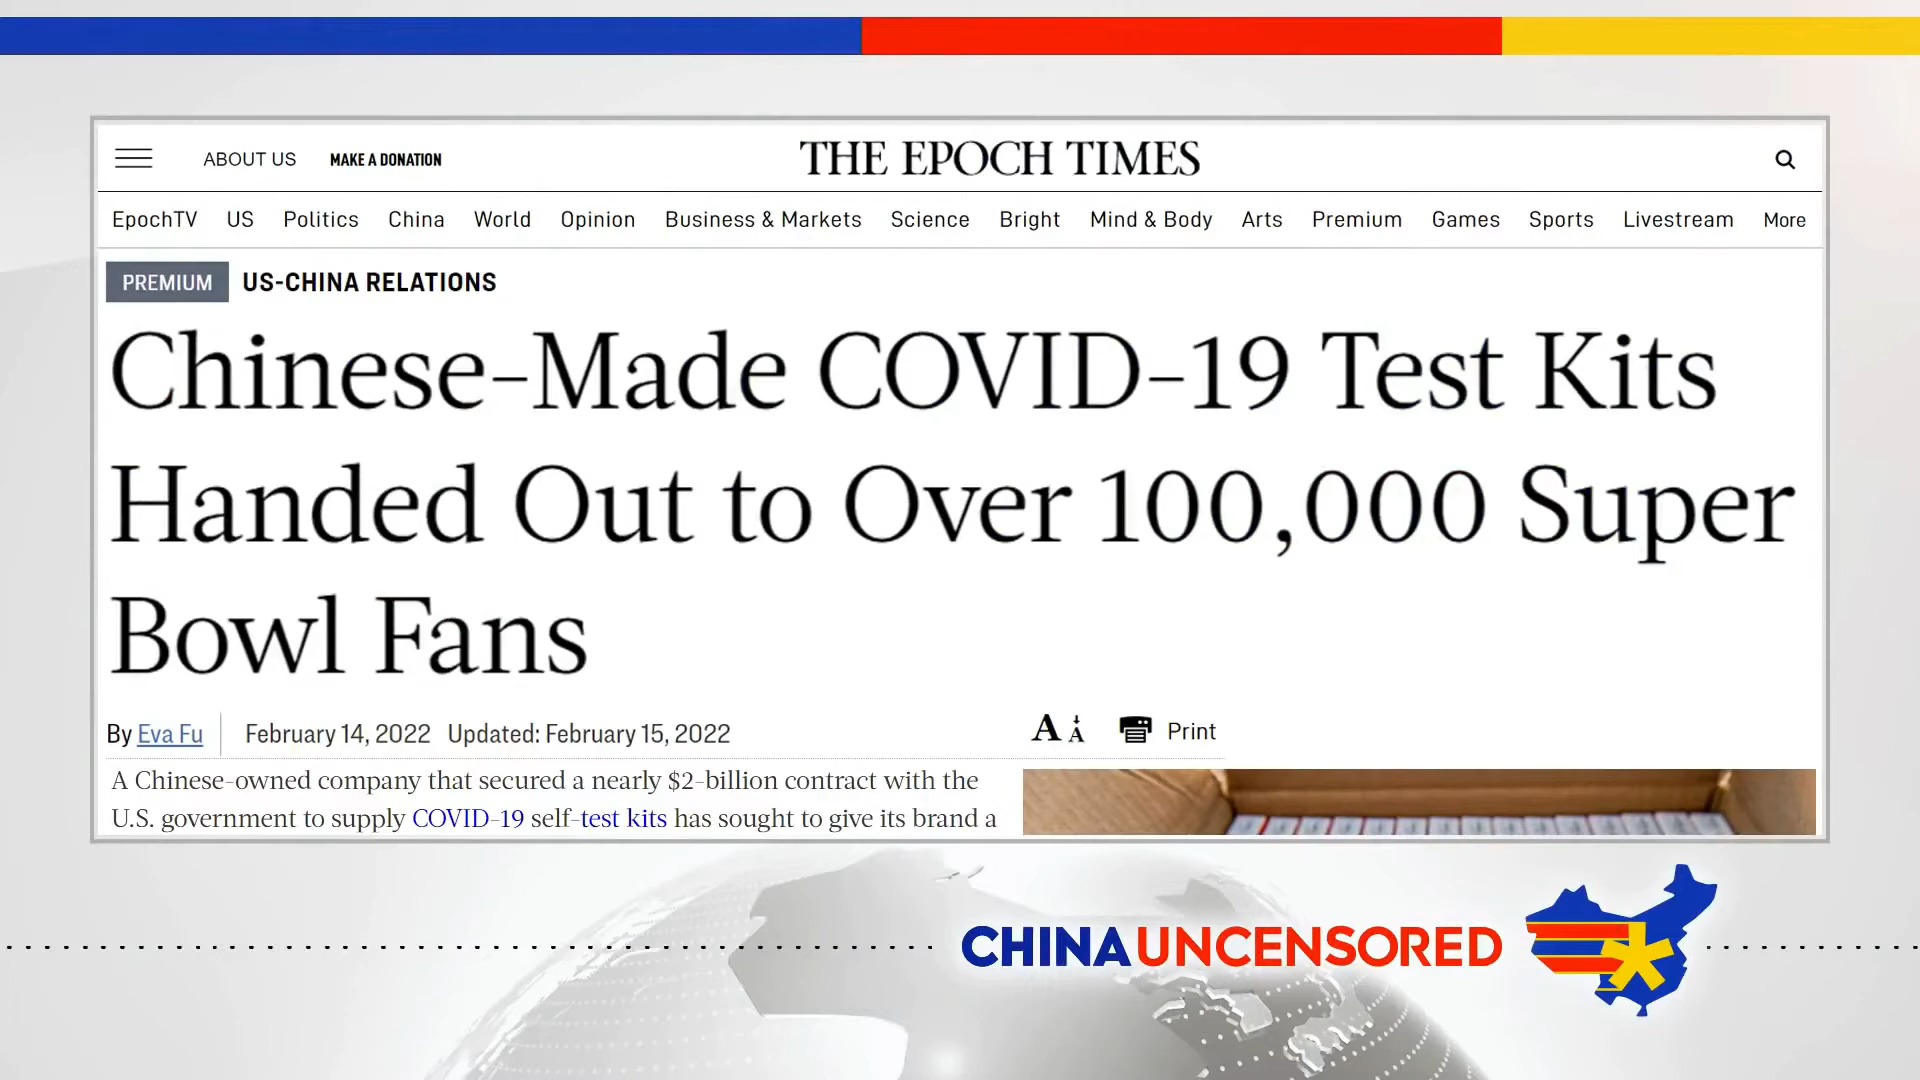 ABOUT US MAKE A DONATION THE EPOCH TIMES
EpochTV US Politics China World Opinion Business & Markets Science Bright Mind & Body Arts Premium Games Sports Livestream More
PREMIUM US-CHINA RELATIONS
Chinese-Made COVID-19 Test Kits
Handed Out to Over 100,000 Super
Bowl Fans
By Eva Fu February 14, 2022 Updated: February 15, 2022 A A Print
A Chinese-owned company that secured a nearly $2-billion contract with the
U.S. government to supply COVID-19 self-test kits has sought to give its brand a
CHINA UNCENSORED